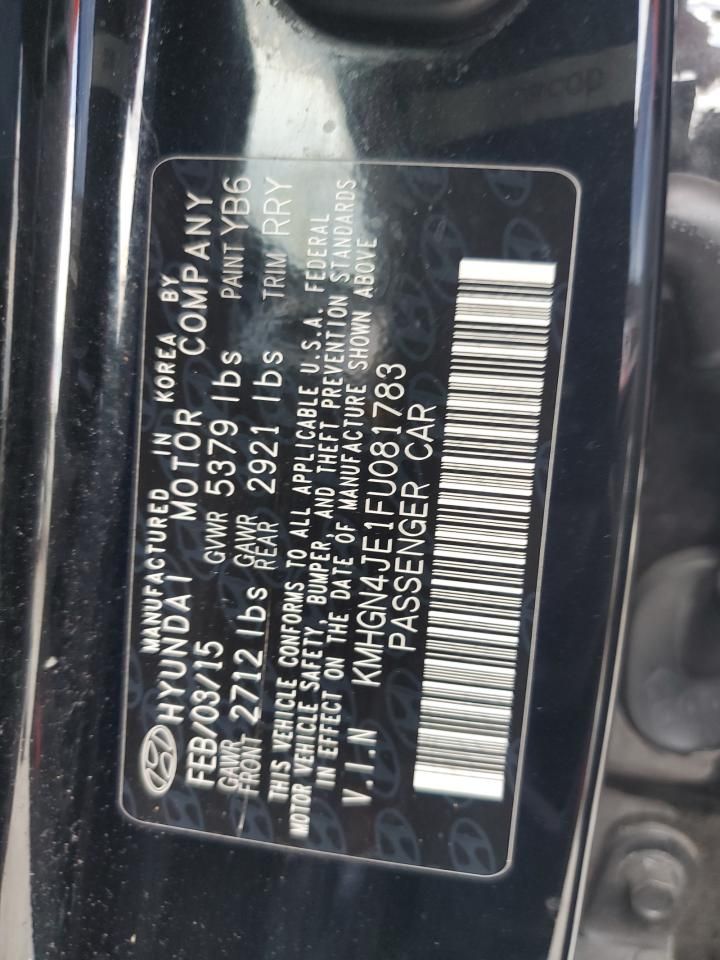 MANUFACTURED IN KOREA BY
HYUNDAI MOTOR COMPANY
FEB/03/15 GVWR 5379 lbs PAINT YB6
GAWR FRONT 2712 lbs GAWR REAR 2921 lbs TRIM RRY
THIS VEHICLE CONFORMS TO ALL APPLICABLE U.S.A. FEDERAL
MOTOR VEHICLE SAFETY, BUMPER, AND THEFT PREVENTION STANDARDS
IN EFFECT ON THE DATE OF MANUFACTURE SHOWN ABOVE
V.I.N KMHGN4JE1FU081783
PASSENGER CAR